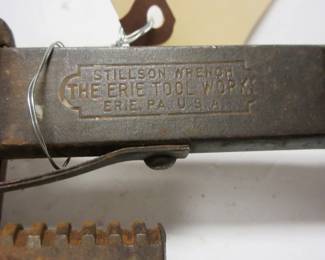 STILLSON WRENCH
THE ERIE TOOL WORKS
ERIE, PA. U.S.A.